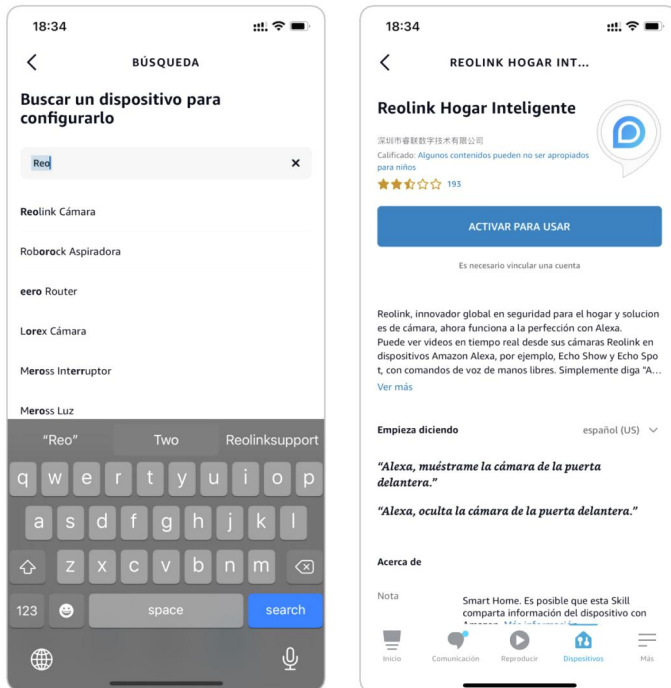 18:34
BÚSQUEDA
Buscar un dispositivo para
configurarlo
Reo
Reolink Cámara
Roborock Aspiradora
eero Router
Lorex Cámara
Meross Interruptor
Meross Luz
"Reo" Two Reolinksupport
q w e r t y u i o p
a s d f g h j k l
z x c v b n m
123 space search
18:34
REOLINK HOGAR INT...
Reolink Hogar Inteligente
深圳市睿联数字技术有限公司
Calificado: Algunos contenidos pueden no ser apropiados
para niños
193
ACTIVAR PARA USAR
Es necesario vincular una cuenta
Reolink, innovador global en seguridad para el hogar y solucion
es de cámara, ahora funciona a la perfección con Alexa.
Puede ver videos en tiempo real desde sus cámaras Reolink en
dispositivos Amazon Alexa, por ejemplo, Echo Show y Echo Spo
t, con comandos de voz de manos libres. Simplemente diga "A...
Ver más
Empieza diciendo español (US)
"Alexa, muéstrame la cámara de la puerta
delantera."
"Alexa, oculta la cámara de la puerta delantera."
Acerca de
Nota Smart Home. Es posible que esta Skill
comparta información del dispositivo con
Amazon. Más información
Inicio Comunicación Reproducir Dispositivos Más